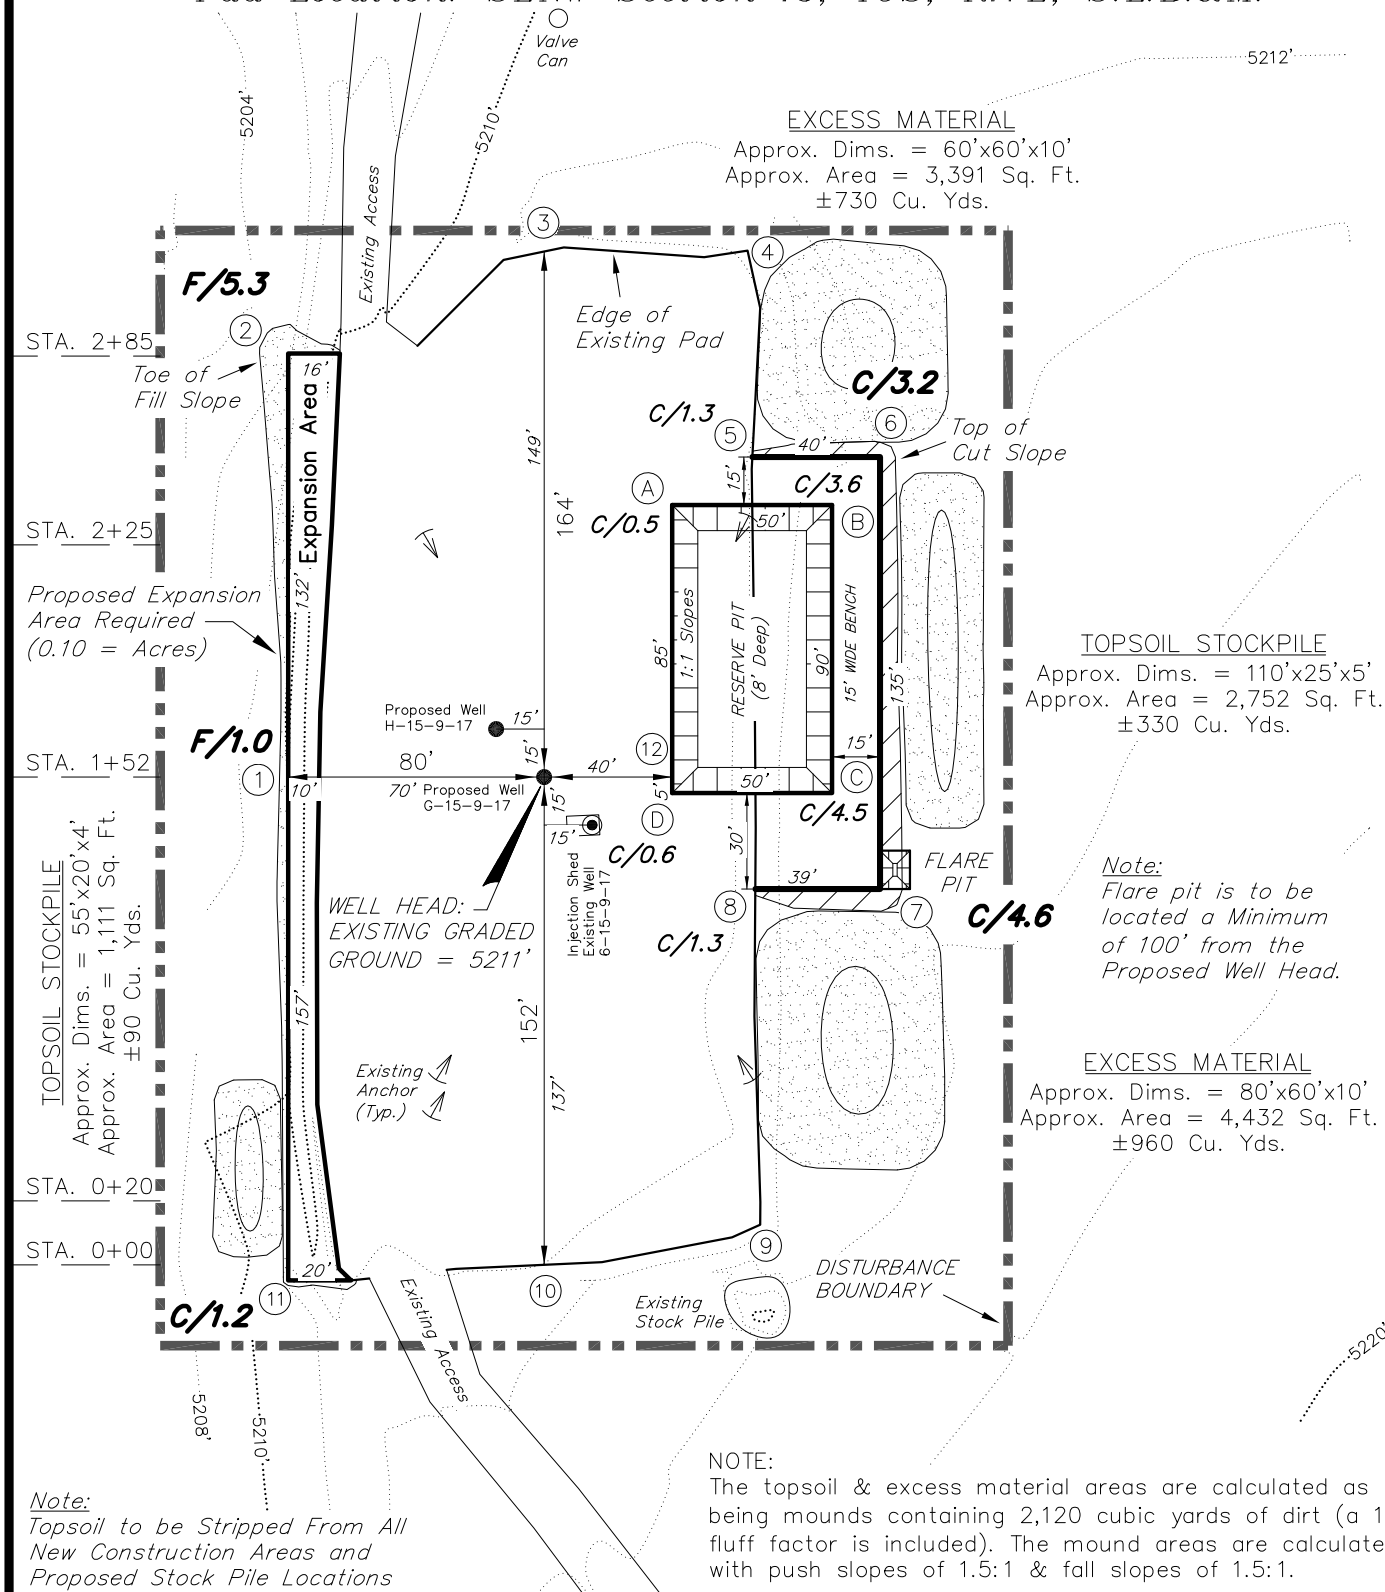 Valve
Can
5212'
5204'
5210'
EXCESS MATERIAL
Approx. Dims. = 60'x60'x10'
Approx. Area = 3,391 Sq. Ft.
±730 Cu. Yds.
Existing Access
3
4
F/5.3
2
Edge of
Existing Pad
STA. 2+85
16'
Toe of
Fill Slope
Expansion Area
C/3.2
C/1.3
5
6
40'
Top of
Cut Slope
149'
164'
15'
C/3.6
A
C/0.5
50'
B
STA. 2+25
132'
Proposed Expansion
Area Required
(0.10 = Acres)
85'
1:1 Slopes
RESERVE PIT
(8' Deep)
90'
15' WIDE BENCH
135'
TOPSOIL STOCKPILE
Approx. Dims. = 110'x25'x5'
Approx. Area = 2,752 Sq. Ft.
±330 Cu. Yds.
Proposed Well
H-15-9-17
15'
15'
F/1.0
12
15'
STA. 1+52
1
80'
40'
10'
70'
Proposed Well
G-15-9-17
5'
50'
C
15'
15'
D
C/4.5
C/0.6
30'
Injection Shed
Existing Well
6-15-9-17
FLARE
PIT
39'
8
7
C/4.6
C/1.3
Note:
Flare pit is to be
located a Minimum
of 100' from the
Proposed Well Head.
TOPSOIL STOCKPILE
Approx. Dims. = 55'x20'x4'
Approx. Area = 1,111 Sq. Ft.
±90 Cu. Yds.
WELL HEAD:
EXISTING GRADED
GROUND = 5211'
157'
152'
137'
Existing
Anchor
(Typ.)
EXCESS MATERIAL
Approx. Dims. = 80'x60'x10'
Approx. Area = 4,432 Sq. Ft.
±960 Cu. Yds.
STA. 0+20
STA. 0+00
20'
9
10
11
C/1.2
Existing Access
Existing
Stock Pile
DISTURBANCE
BOUNDARY
5220'
5208'
5210'
Note:
Topsoil to be Stripped From All
New Construction Areas and
Proposed Stock Pile Locations
NOTE:
The topsoil & excess material areas are calculated as
being mounds containing 2,120 cubic yards of dirt (a 1
fluff factor is included). The mound areas are calculate
with push slopes of 1.5:1 & fall slopes of 1.5:1.